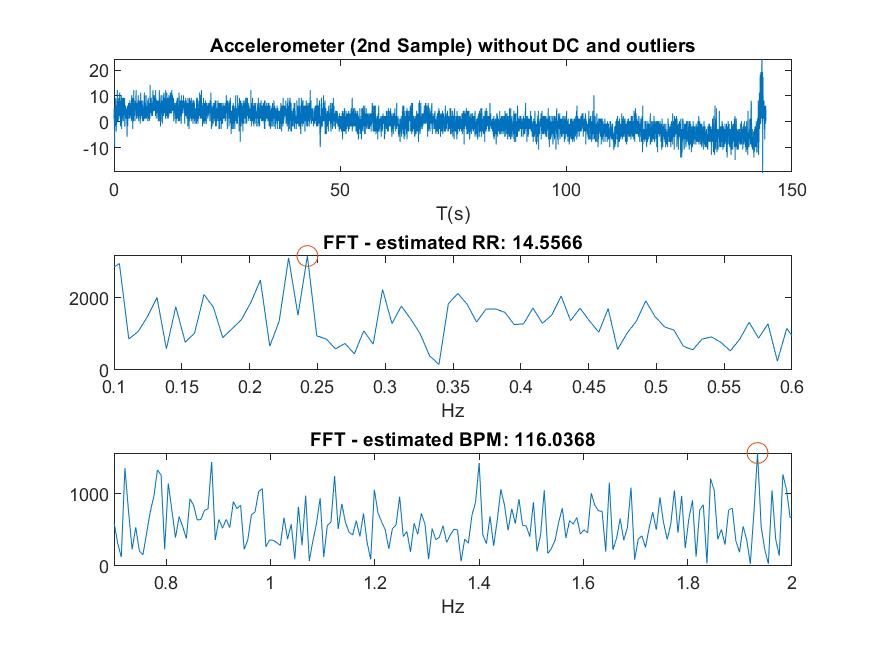 Accelerometer (2nd Sample) without DC and outliers
20
10
0
-10
0 50 100 150
T(s)
FFT - estimated RR: 14.5566
2000
0
0.1 0.15 0.2 0.25 0.3 0.35 0.4 0.45 0.5 0.55 0.6
Hz
FFT - estimated BPM: 116.0368
1000
0
0.8 1 1.2 1.4 1.6 1.8 2
Hz